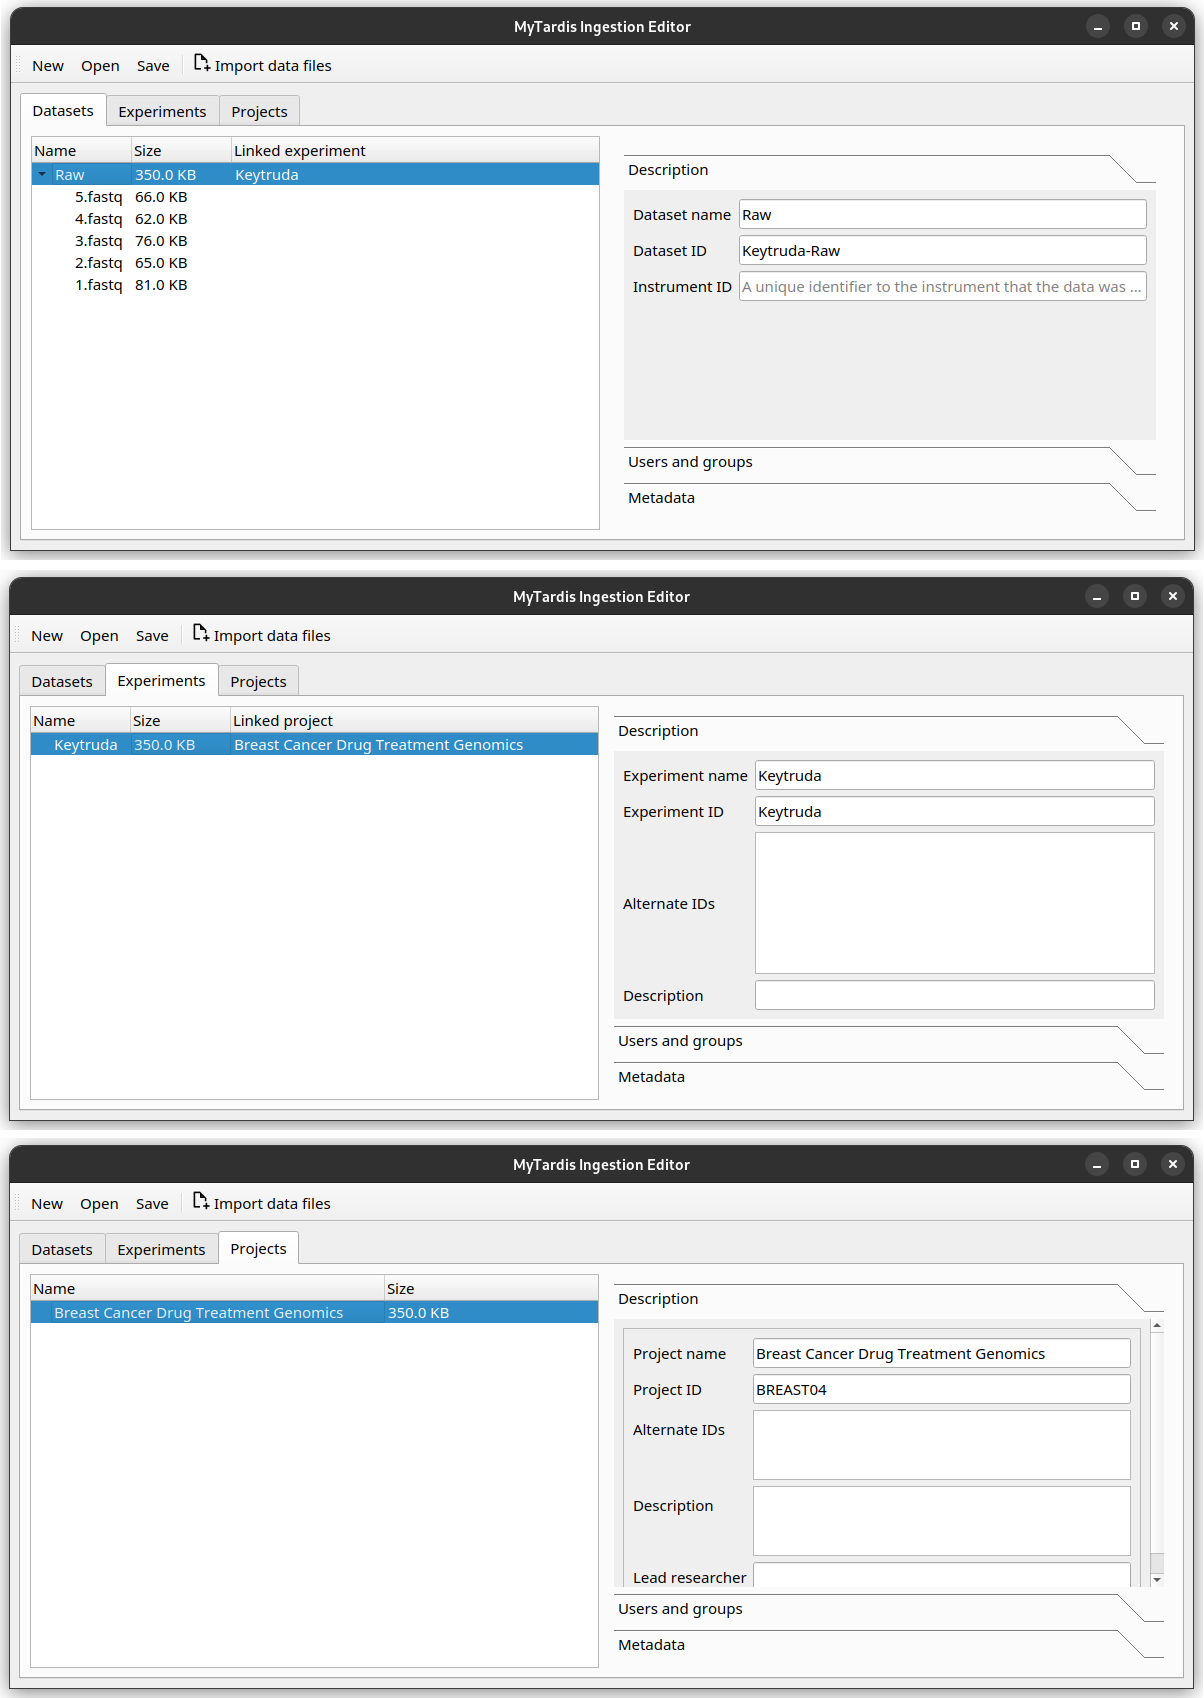 MyTardis Ingestion Editor
New Open Save Import data files
Datasets Experiments Projects
Name Size Linked experiment
Raw 350.0 KB Keytruda
5.fastq 66.0 KB
4.fastq 62.0 KB
3.fastq 76.0 KB
2.fastq 65.0 KB
1.fastq 81.0 KB
Description
Dataset name Raw
Dataset ID Keytruda-Raw
Instrument ID A unique identifier to the instrument that the data was ...
Users and groups
Metadata
MyTardis Ingestion Editor
New Open Save Import data files
Datasets Experiments Projects
Name Size Linked project
Keytruda 350.0 KB Breast Cancer Drug Treatment Genomics
Description
Experiment name Keytruda
Experiment ID Keytruda
Alternate IDs
Description
Users and groups
Metadata
MyTardis Ingestion Editor
New Open Save Import data files
Datasets Experiments Projects
Name Size
Breast Cancer Drug Treatment Genomics 350.0 KB
Description
Project name Breast Cancer Drug Treatment Genomics
Project ID BREAST04
Alternate IDs
Description
Lead researcher
Users and groups
Metadata